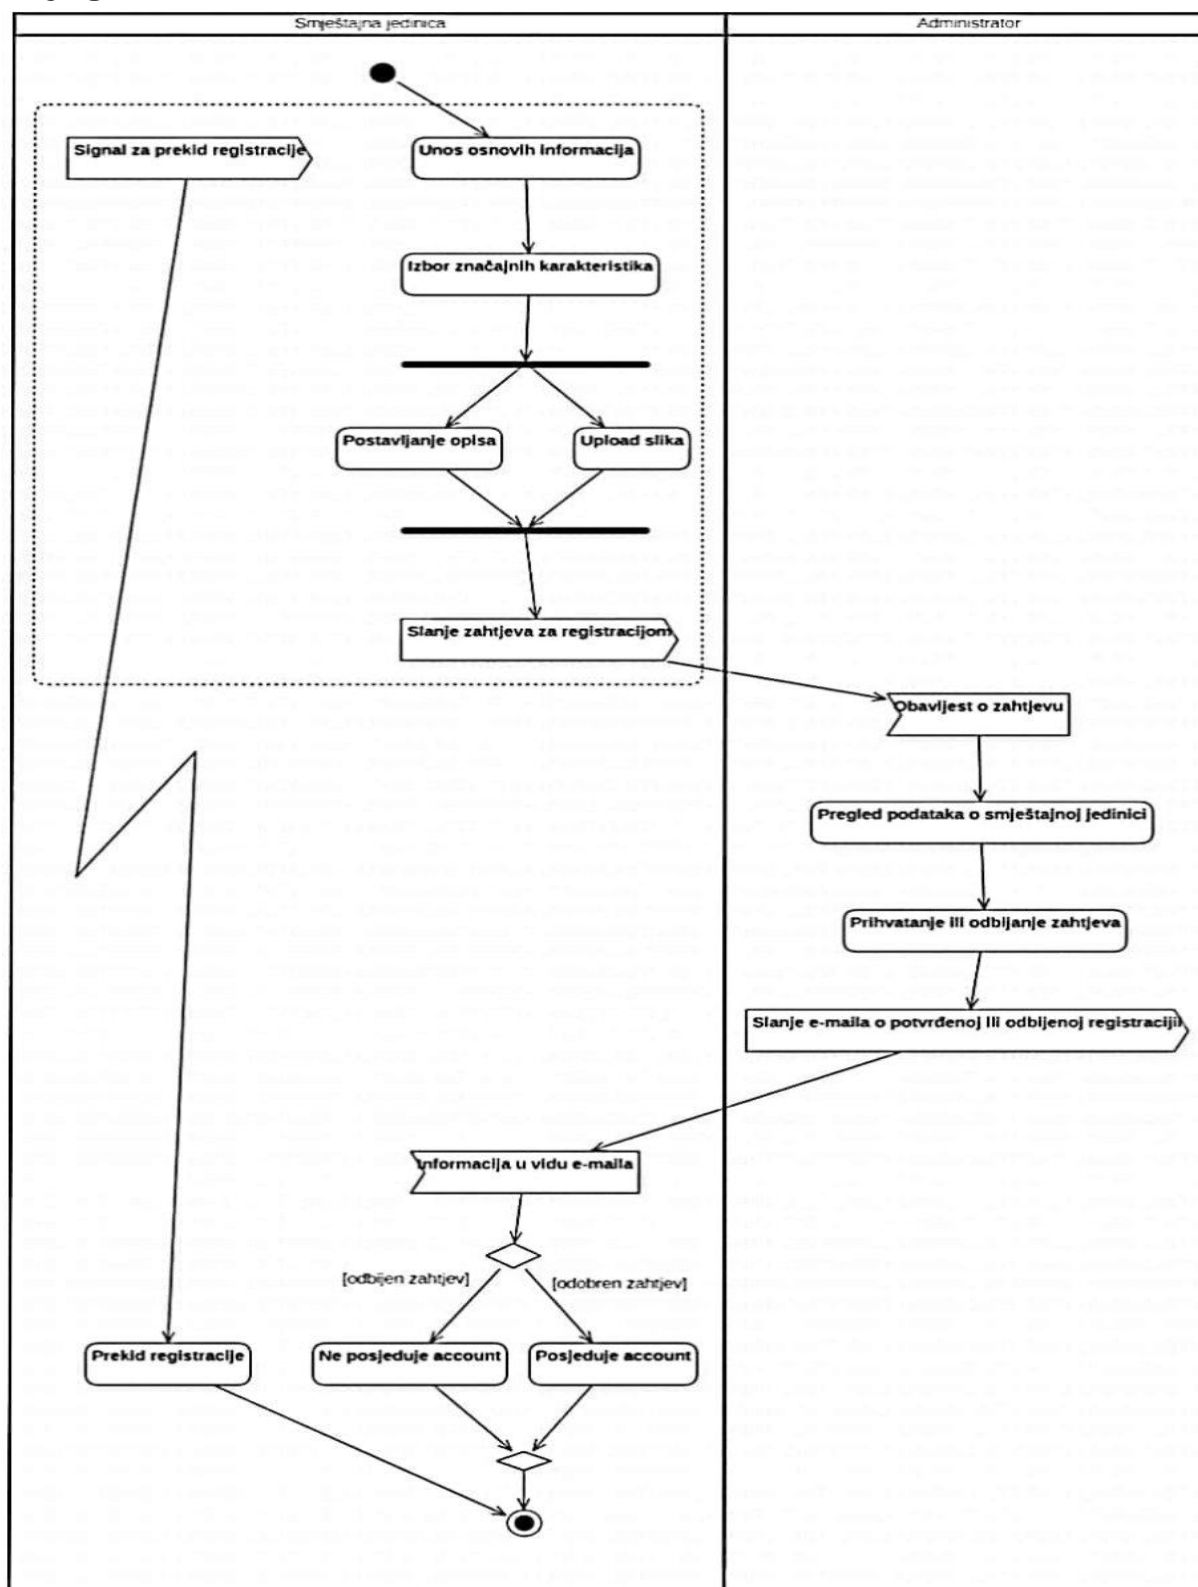 Smještajna jedinica
Administrator
Signal za prekid registracije
Unos osnovih informacija
Izbor značajnih karakteristika
Postavljanje opisa
Upload slika
Slanje zahtjeva za registracijom
Obavijest o zahtjevu
Pregled podataka o smještajnoj jedinici
Prihvatanje ili odbijanje zahtjeva
Slanje e-maila o potvrđenoj ili odbijenoj registraciji
Informacija u vidu e-maila
[odbijen zahtjev]
[odobren zahtjev]
Prekid registracije
Ne posjeduje account
Posjeduje account